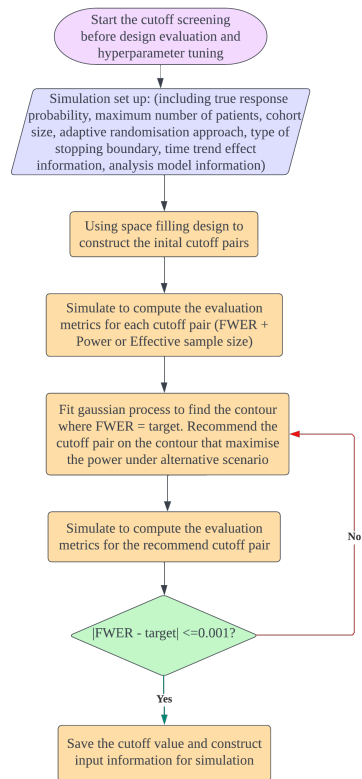 Start the cutoff screening
before design evaluation and
hyperparameter tuning
Simulation set up: (including true response
probability, maximum number of patients, cohort
size, adaptive randomisation approach, type of
stopping boundary, time trend effect
information, analysis model information)
Using space filling design to
construct the inital cutoff pairs
Simulate to compute the evaluation
metrics for each cutoff pair (FWER +
Power or Effective sample size)
Fit gaussian process to find the contour
where FWER = target. Recommend the
cutoff pair on the contour that maximise
the power under alternative scenario
Simulate to compute the evaluation
metrics for the recommend cutoff pair
No
|FWER - target| <=0.001?
Yes
Save the cutoff value and construct
input information for simulation